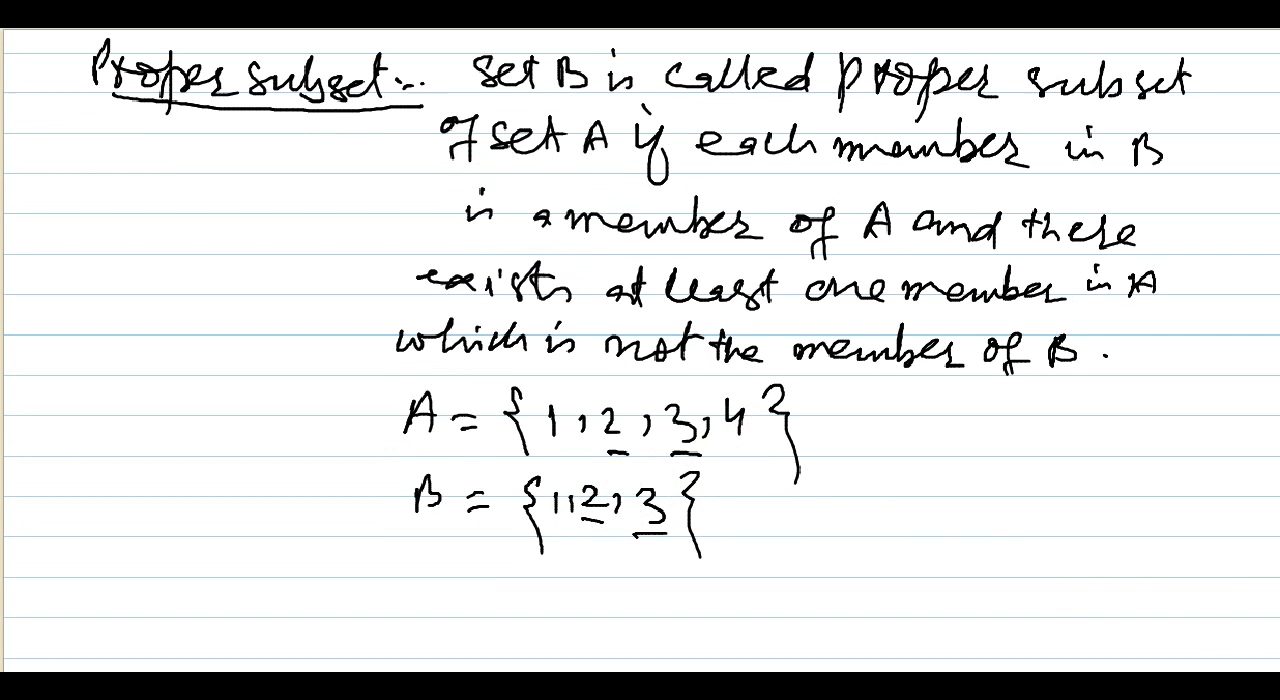 Proper subset:- Set B is called proper subset
of set A if each member in B
is a member of A and there
exists at least one member in A
which is not the member of B.
A = {1, 2, 3, 4}
B = {1, 2, 3}